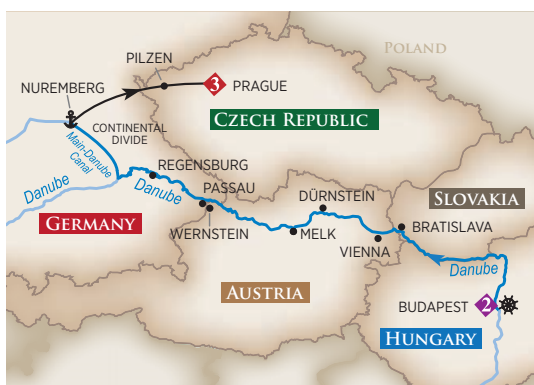 POLAND
PILZEN
NUREMBERG
3 PRAGUE
CZECH REPUBLIC
CONTINENTAL
DIVIDE
Main-Danube
Canal
REGENSBURG
Danube
Danube
PASSAU
GERMANY
WERNSTEIN
DÜRNSTEIN
SLOVAKIA
MELK
BRATISLAVA
VIENNA
Danube
AUSTRIA
BUDAPEST 2
HUNGARY